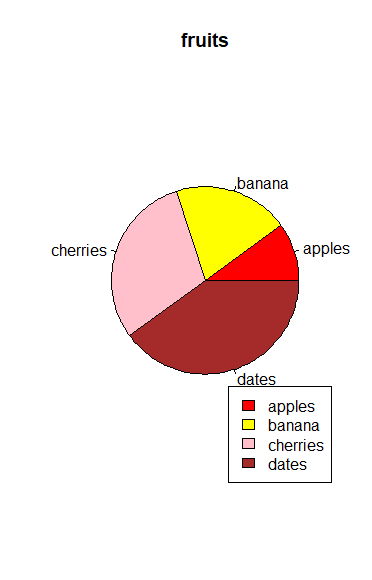 fruits
banana
apples
cherries
dates
apples
banana
cherries
dates